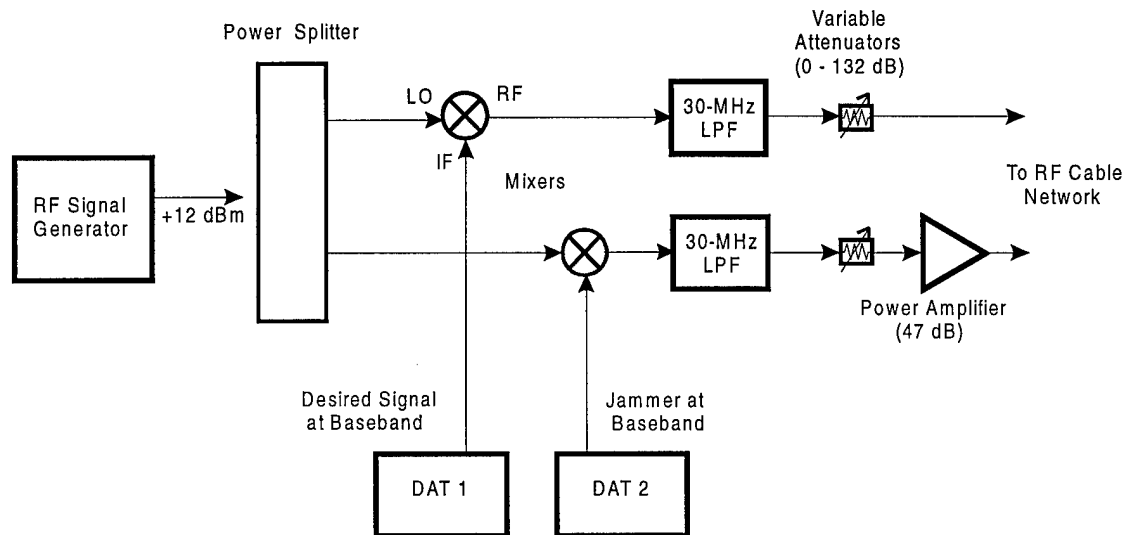 Power Splitter
Variable
Attenuators
(0 - 132 dB)
LO
RF
30-MHz
LPF
IF
Mixers
To RF Cable
Network
RF Signal
Generator
+12 dBm
30-MHz
LPF
Power Amplifier
(47 dB)
Desired Signal
at Baseband
Jammer at
Baseband
DAT 1
DAT 2